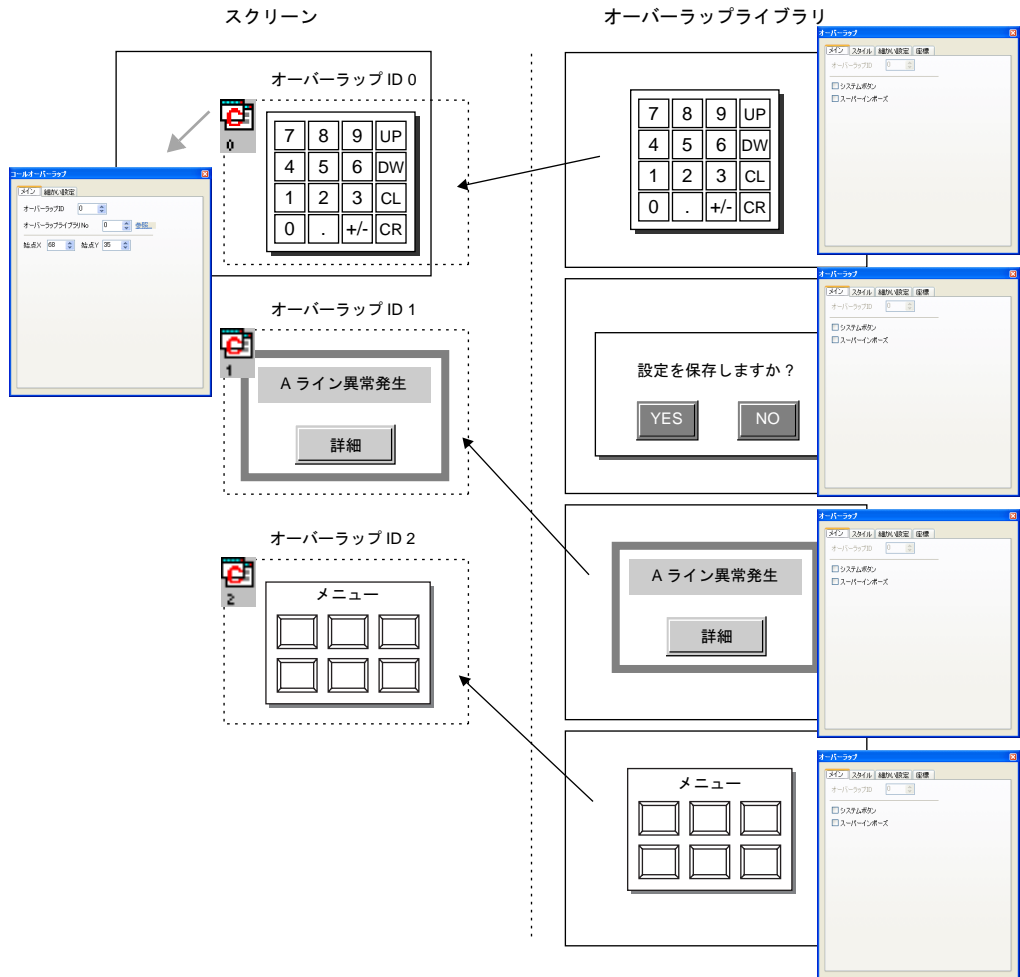 スクリーン
オーバーラップライブラリ
オーバーラップ ID 0
0
7 8 9 UP
4 5 6 DW
1 2 3 CL
0 . +/- CR
コールオーバーラップ
メイン 細かい設定
オーバーラップID 0
オーバーラップライブラリNo 0 参照...
始点X 68 始点Y 35
7 8 9 UP
4 5 6 DW
1 2 3 CL
0 . +/- CR
オーバーラップ
メイン スタイル 細かい設定 座標
オーバーラップID 0
システムボタン
スーパーインポーズ
オーバーラップ ID 1
1
A ライン異常発生
詳細
設定を保存しますか？
YES NO
オーバーラップ
メイン スタイル 細かい設定 座標
オーバーラップID 0
システムボタン
スーパーインポーズ
オーバーラップ ID 2
2
メニュー
A ライン異常発生
詳細
オーバーラップ
メイン スタイル 細かい設定 座標
オーバーラップID 0
システムボタン
スーパーインポーズ
メニュー
オーバーラップ
メイン スタイル 細かい設定 座標
オーバーラップID 0
システムボタン
スーパーインポーズ